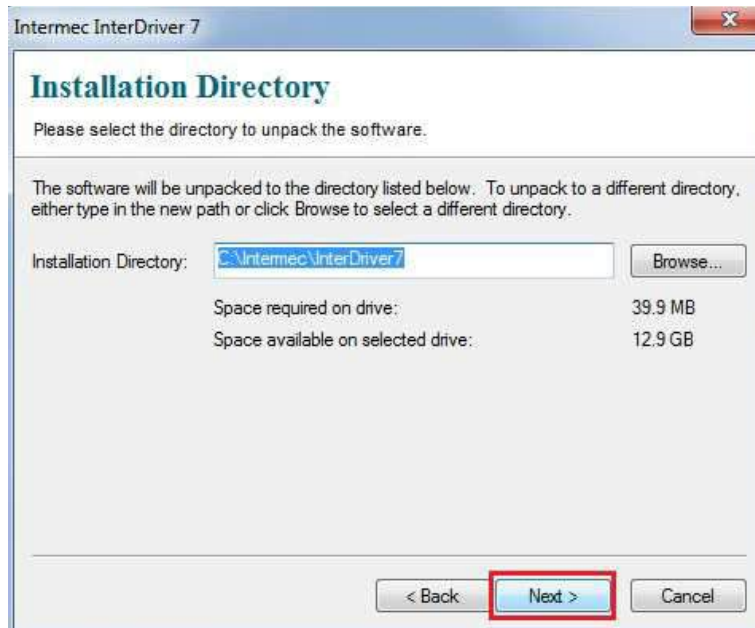 Intermec InterDriver 7
Installation Directory
Please select the directory to unpack the software.
The software will be unpacked to the directory listed below. To unpack to a different directory,
either type in the new path or click Browse to select a different directory.
Installation Directory: C:\Intermec\InterDriver7 Browse...
Space required on drive: 39.9 MB
Space available on selected drive: 12.9 GB
< Back Next > Cancel